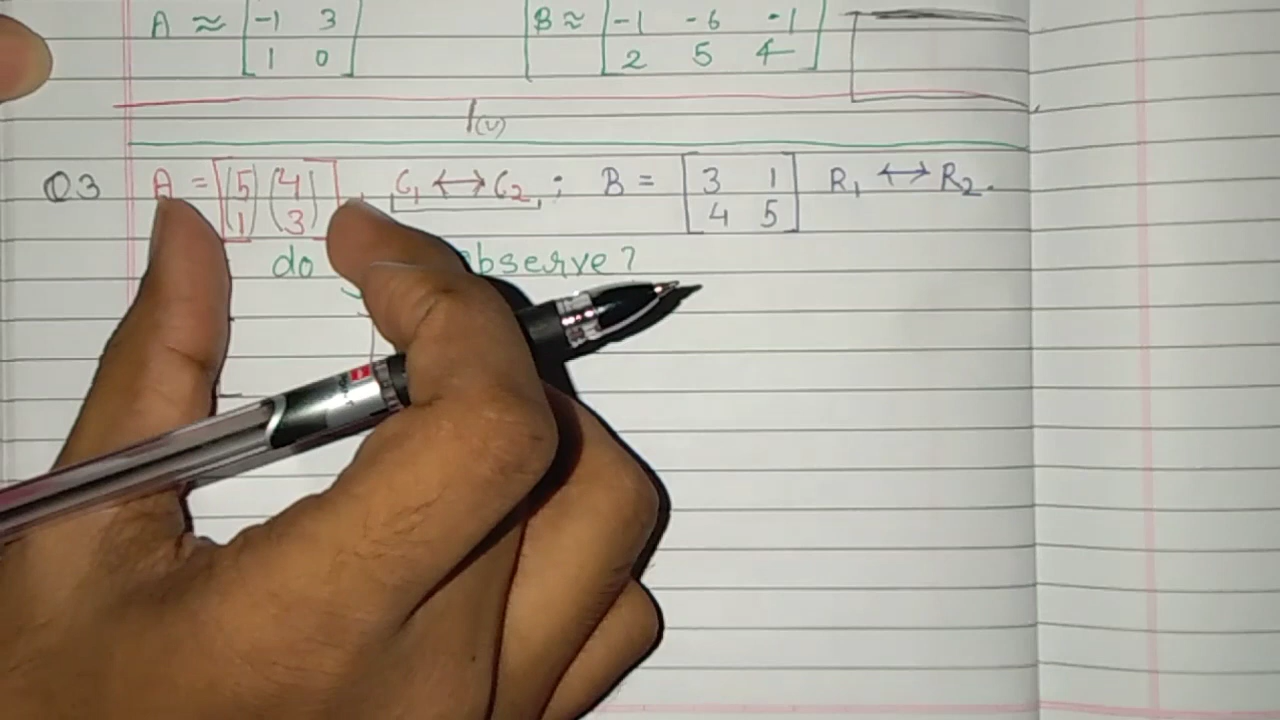 A ≈ [-1 3 B ≈ [-1 -6 -1
1 0] 2 5 4]
(v)
Q3 A = [5 4 , C₁ ↔ C₂ ; B = [3 1 R₁ ↔ R₂.
1 3] 4 5]
do observe?